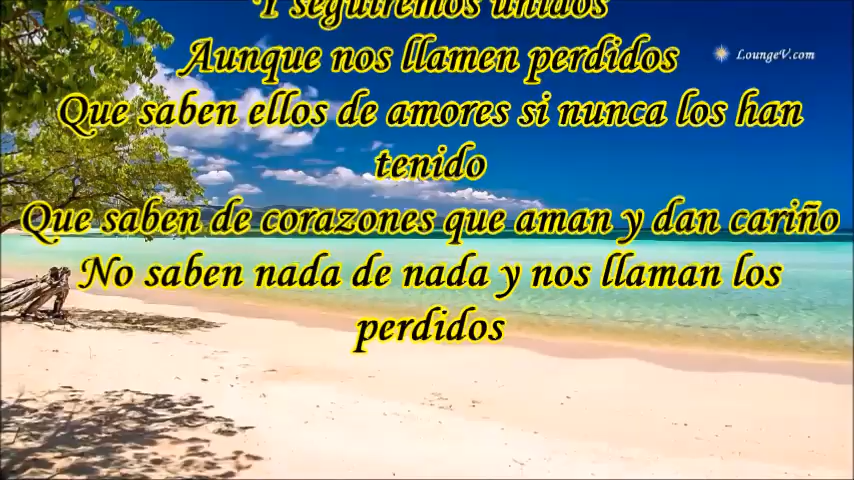 Y seguiremos unidos
Aunque nos llamen perdidos
LoungeV.com
Que saben ellos de amores si nunca los han
tenido
Que saben de corazones que aman y dan cariño
No saben nada de nada y nos llaman los
perdidos